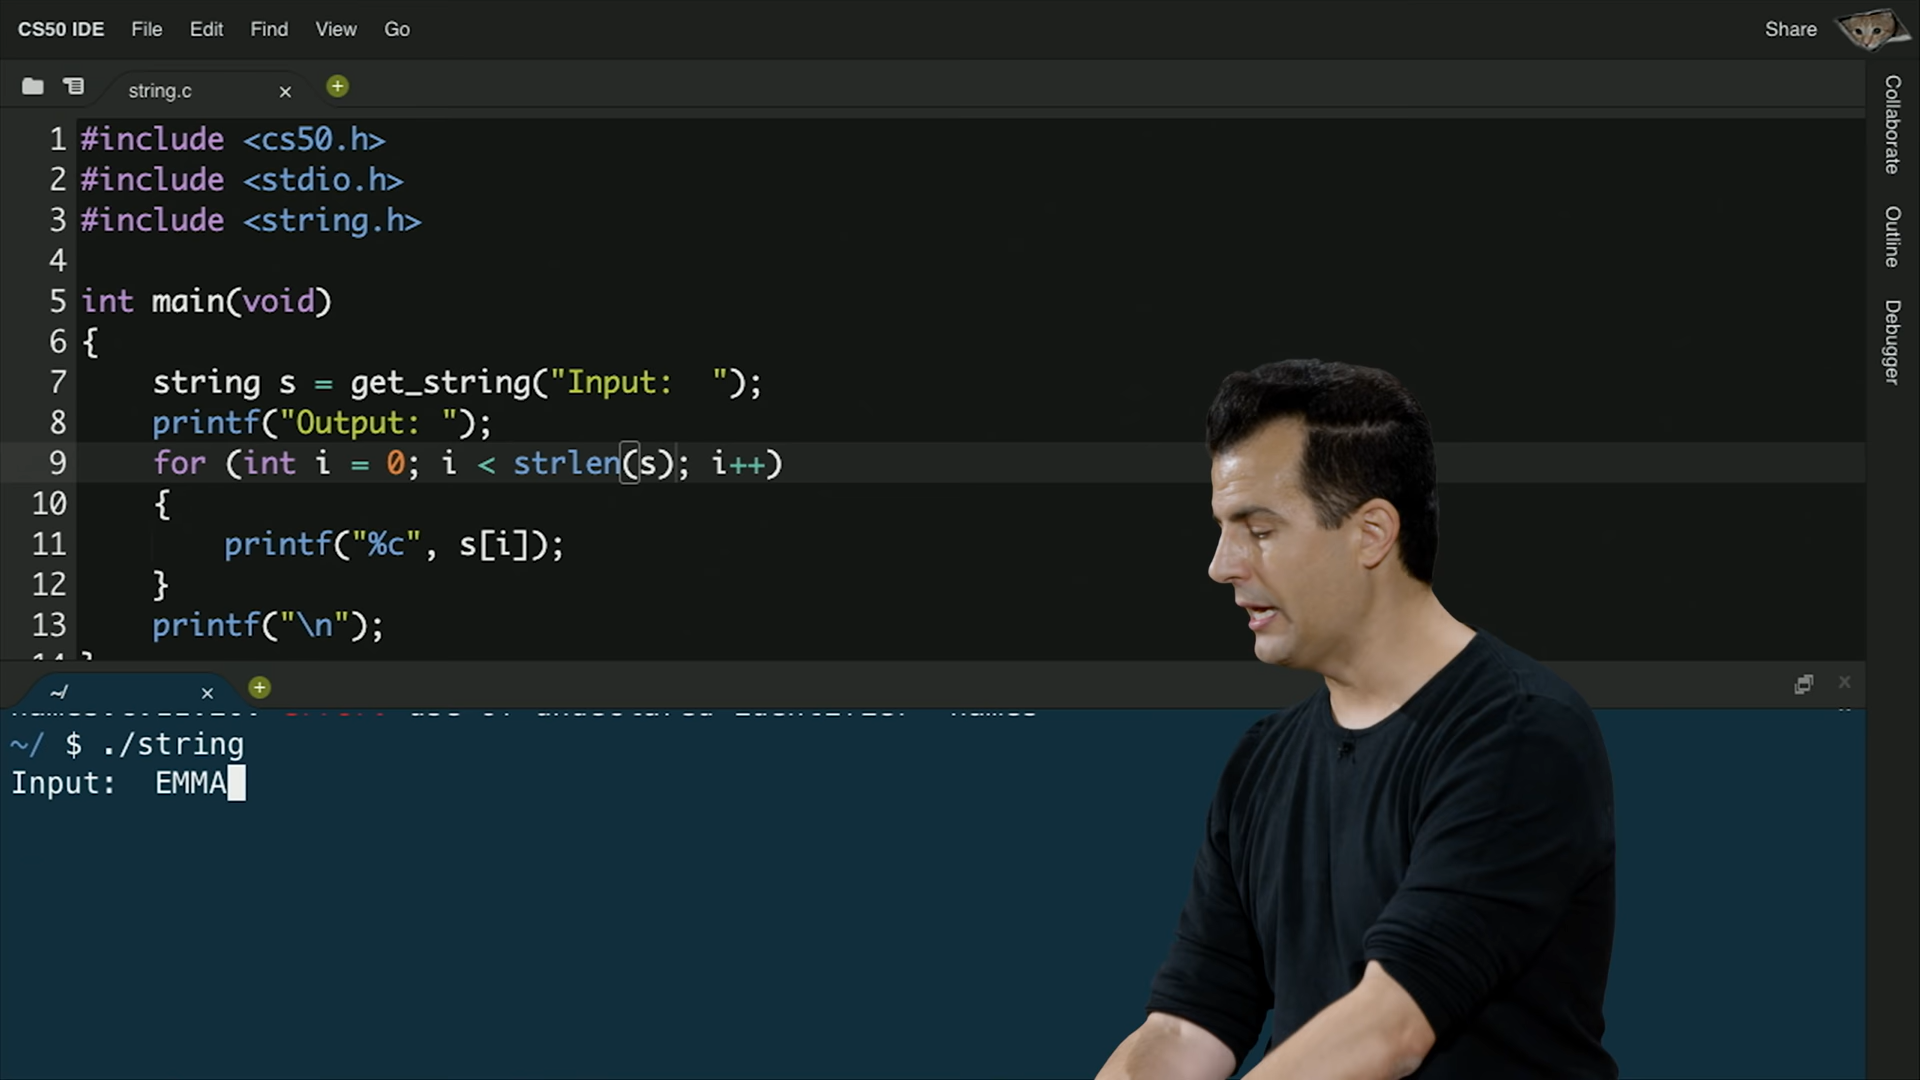 CS50 IDE File Edit Find View Go Share
string.c
1 #include <cs50.h>
2 #include <stdio.h>
3 #include <string.h>
4
5 int main(void)
6 {
7 string s = get_string("Input:  ");
8 printf("Output: ");
9 for (int i = 0; i < strlen(s); i++)
10 {
11 printf("%c", s[i]);
12 }
13 printf("\n");
Collaborate
Outline
Debugger
~/
~/ $ ./string
Input:  EMMA